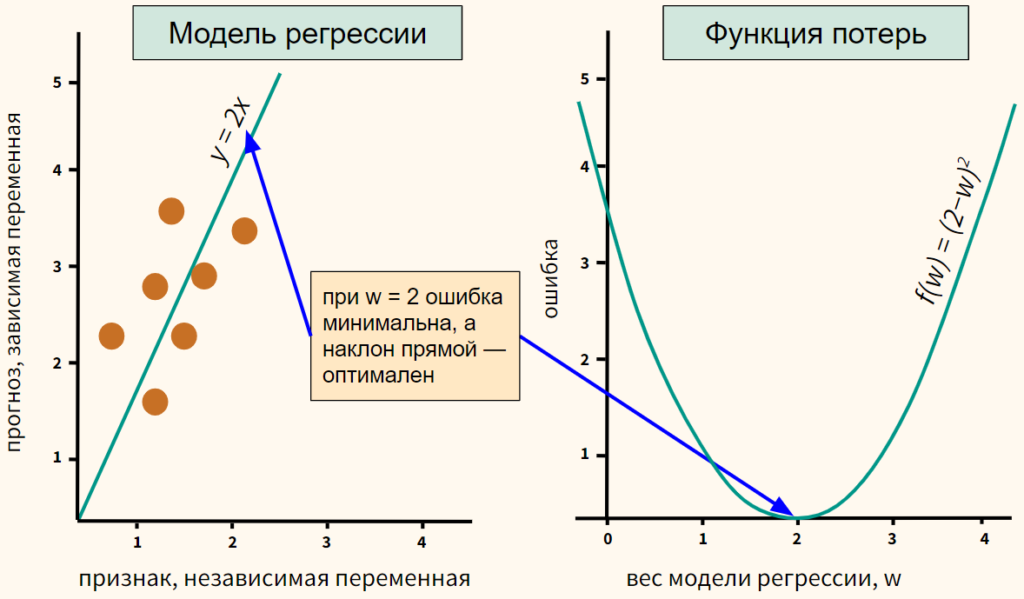 Модель регрессии
прогноз, зависимая переменная
5
4
3
2
1
y = 2x
1 2 3 4
признак, независимая переменная
при w = 2 ошибка
минимальна, а
наклон прямой —
оптимален
Функция потерь
ошибка
5
4
3
2
1
f(w) = (2−w)²
0 1 2 3 4
вес модели регрессии, w